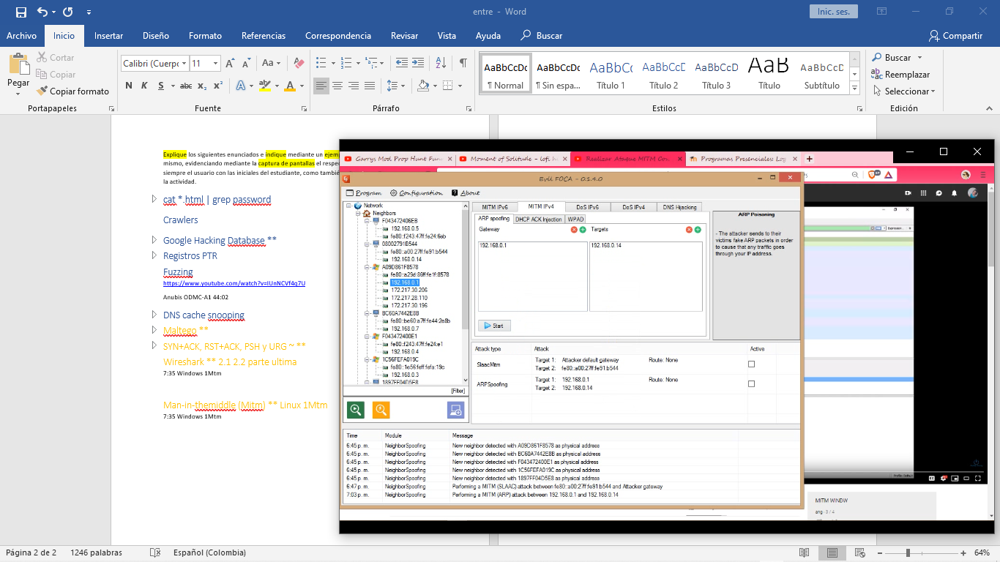 entre - Word
Inic. ses.
Archivo Inicio Insertar Diseño Formato Referencias Correspondencia Revisar Vista Ayuda Buscar Compartir
Pegar
Cortar
Copiar
Copiar formato
Portapapeles
Calibri (Cuerpo 11
N K S abc x₂ x²
Fuente
Párrafo
AaBbCcDc AaBbCcDc AaBbCc AaBbCcD AaBbCcD AaB AaBbCcD
¶ Normal ¶ Sin espa... Título 1 Título 2 Título 3 Título Subtítulo
Estilos
Buscar
Reemplazar
Seleccionar
Edición
Explique los siguientes enunciados e indique mediante un
mismo, evidenciando mediante la captura de pantallas el
siempre el usuario con las iniciales del estudiante, como
la actividad.
cat *.html | grep password
Crawlers
Google Hacking Database **
Registros PTR
Fuzzing
https://www.youtube.com/watch?v=IUnNCVf4q7U
Anubis ODMC-A1 44:02
DNS cache snooping
Maltego **
SYN+ACK, RST+ACK, PSH y URG ~ **
Wireshark ** 2.1.2.2 parte ultima
7:35 Windows 1Mtm
Man-in-themiddle (Mitm) ** Linux 1Mtm
7:35 Windows 1Mtm
Garrys Mod Prop Hunt Fun
Moment of Solitude - lofi
Realizar Ataque MITM Con
Programas Presenciales: Log
Evil FOCA - 0.1.4.0
Program Configuration About
Network
Neighbors
F043472406EB
192.168.0.5
fe80::f243:47ff:fe24:6eb
08002791B544
fe80::a00:27ff:fe91:b544
192.168.0.14
A09D861F8578
fe80::a29d:86ff:fe1f:8578
192.168.0.1
172.217.30.206
172.217.28.110
172.217.30.196
BC60A7442E8B
fe80::be60:a7ff:fe44:2e8b
192.168.0.7
F043472400E1
fe80::f243:47ff:fe24:e1
192.168.0.4
1C56FEFA019C
fe80::1e56:feff:fefa:19c
192.168.0.3
1897FF04D5E8
[Filter]
MITM IPv6 MITM IPv4 DoS IPv6 DoS IPv4 DNS Hijacking
ARP spoofing DHCP ACK Injection WPAD
Gateway Targets
192.168.0.1 192.168.0.14
Start
ARP Poisoning
- The attacker sends to their
victims fake ARP packets in order
to cause that any traffic goes
through your IP address.
Attack type Attack Active
SlaacMitm Target 1: Attacker default gateway Route: None
Target 2: fe80::a00:27ff:fe91:b544
ARPSpoofing Target 1: 192.168.0.1 Route: None
Target 2: 192.168.0.14
Time Module Message
6:45 p. m. NeighborSpoofing New neighbor detected with A09D861F8578 as physical address
6:45 p. m. NeighborSpoofing New neighbor detected with BC60A7442E8B as physical address
6:45 p. m. NeighborSpoofing New neighbor detected with F043472400E1 as physical address
6:45 p. m. NeighborSpoofing New neighbor detected with 1C56FEFA019C as physical address
6:45 p. m. NeighborSpoofing New neighbor detected with 1897FF04D5E8 as physical address
6:47 p. m. NeighborSpoofing Performing a MITM (SLAAC) attack between fe80::a00:27ff:fe91:b544 and Attacker gateway
7:03 p. m. NeighborSpoofing Performing a MITM (ARP) attack between 192.168.0.1 and 192.168.0.14
MITM WINDW
ang - 3 / 4
Página 2 de 2 1246 palabras Español (Colombia) 64%